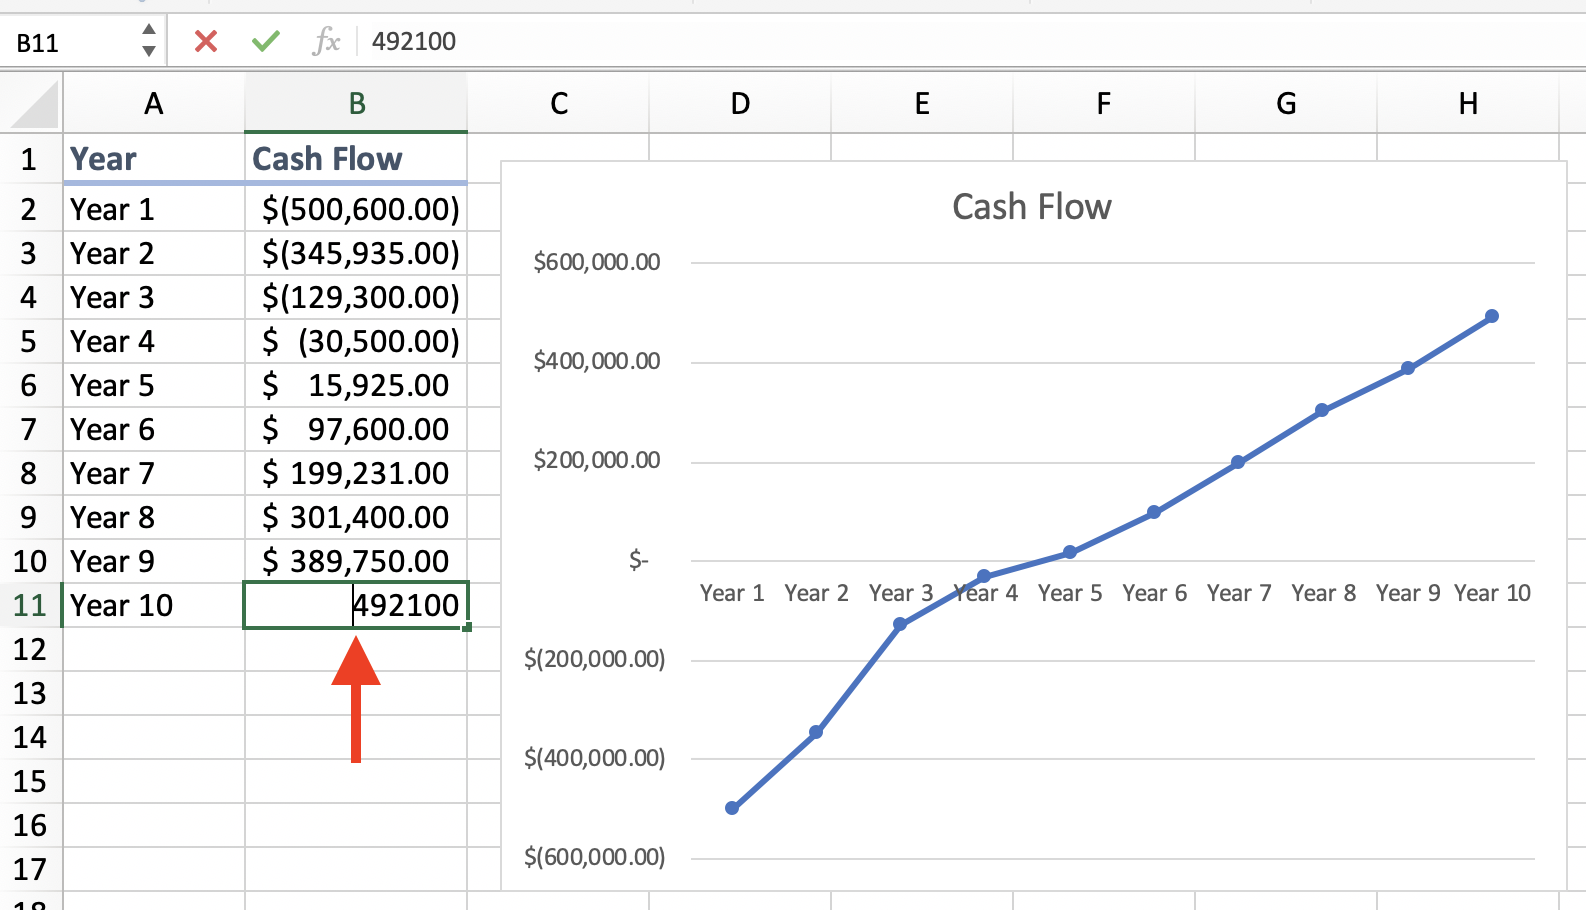 B11 fx 492100
A B C D E F G H
1 Year Cash Flow
2 Year 1 $(500,600.00)
3 Year 2 $(345,935.00)
4 Year 3 $(129,300.00)
5 Year 4 $ (30,500.00)
6 Year 5 $ 15,925.00
7 Year 6 $ 97,600.00
8 Year 7 $ 199,231.00
9 Year 8 $ 301,400.00
10 Year 9 $ 389,750.00
11 Year 10 492100
12
13
14
15
16
17
18
Cash Flow
$600,000.00
$400,000.00
$200,000.00
$-
Year 1 Year 2 Year 3 Year 4 Year 5 Year 6 Year 7 Year 8 Year 9 Year 10
$(200,000.00)
$(400,000.00)
$(600,000.00)